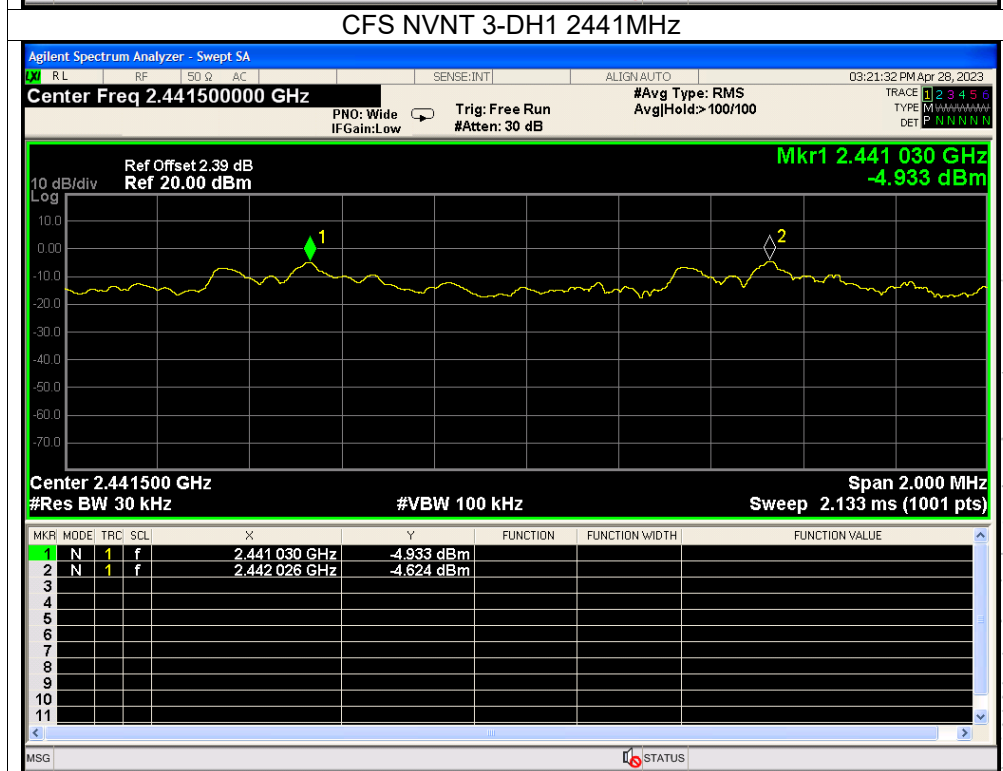 CFS NVNT 3-DH1 2441MHz
Agilent Spectrum Analyzer - Swept SA
LXI RL RF 50 Ω AC SENSE:INT ALIGNAUTO 03:21:32 PM Apr 28, 2023
Center Freq 2.441500000 GHz
PNO: Wide
IFGain:Low
Trig: Free Run
#Atten: 30 dB
#Avg Type: RMS
Avg|Hold:>100/100
TRACE 1 2 3 4 5 6
TYPE M WWWWW
DET P N N N N N
Ref Offset 2.39 dB
Ref 20.00 dBm
Mkr1 2.441 030 GHz
-4.933 dBm
10 dB/div
Log
10.0
0.00
-10.0
-20.0
-30.0
-40.0
-50.0
-60.0
-70.0
1
2
Center 2.441500 GHz
Span 2.000 MHz
#Res BW 30 kHz #VBW 100 kHz Sweep 2.133 ms (1001 pts)
MKR MODE TRC SCL X Y FUNCTION FUNCTION WIDTH FUNCTION VALUE
1 N 1 f 2.441 030 GHz -4.933 dBm
2 N 1 f 2.442 026 GHz -4.624 dBm
3
4
5
6
7
8
9
10
11
MSG STATUS